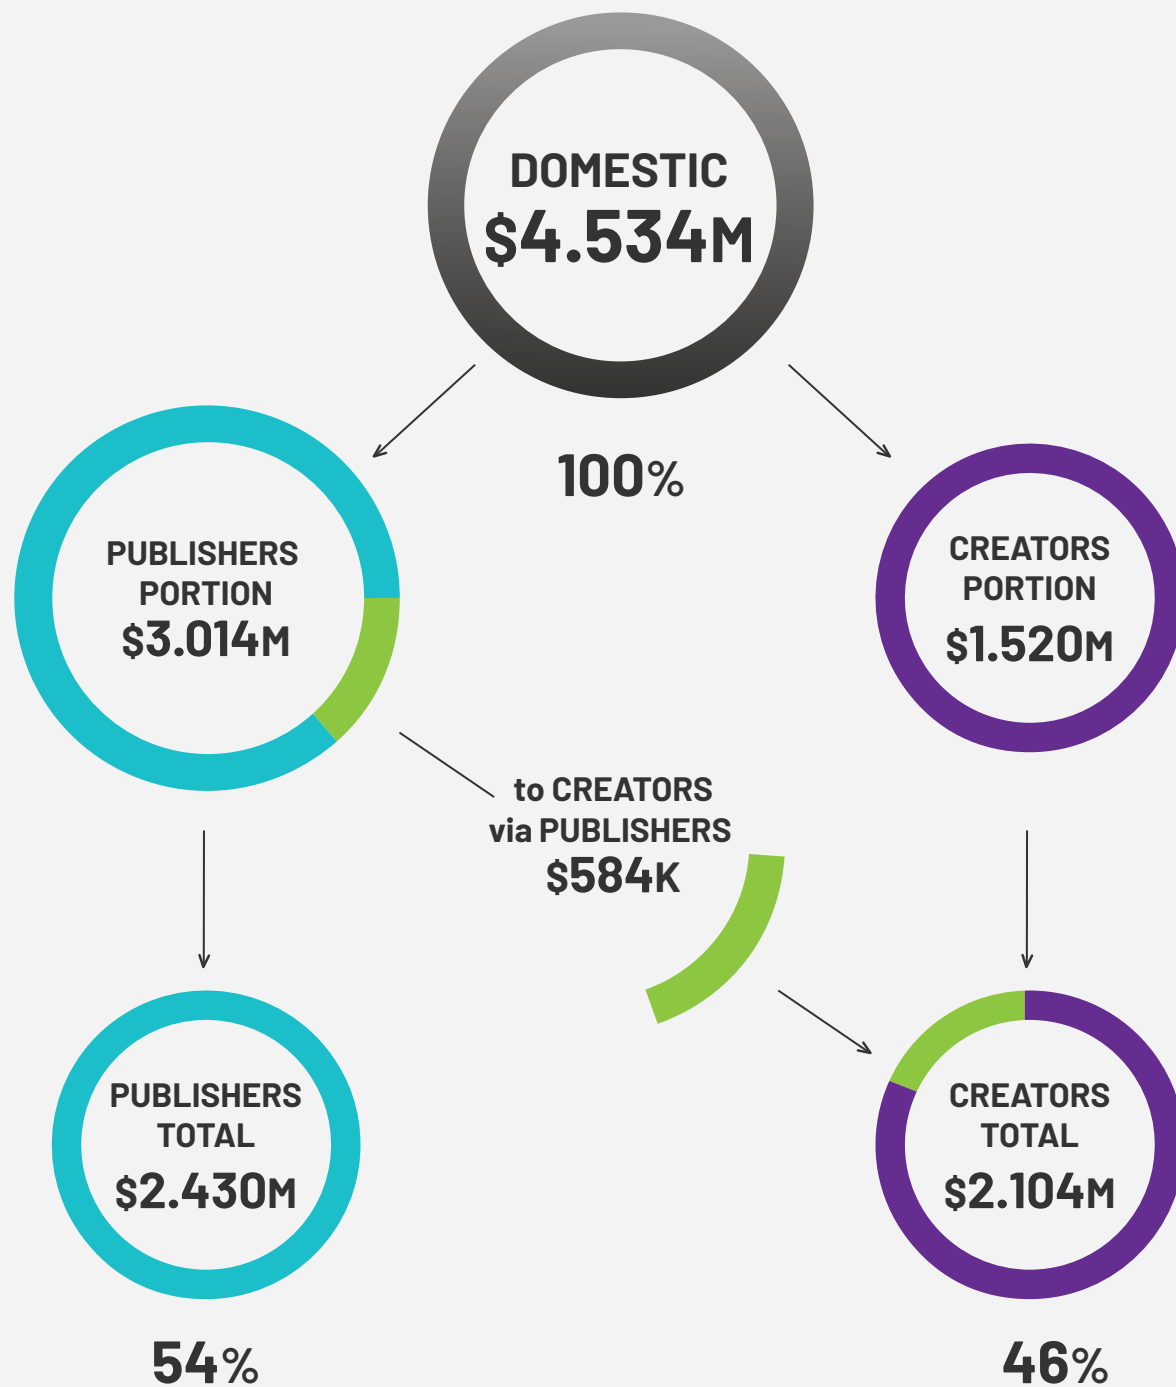 DOMESTIC
$4.534M
100%
PUBLISHERS
PORTION
$3.014M
CREATORS
PORTION
$1.520M
to CREATORS
via PUBLISHERS
$584K
PUBLISHERS
TOTAL
$2.430M
CREATORS
TOTAL
$2.104M
54%
46%